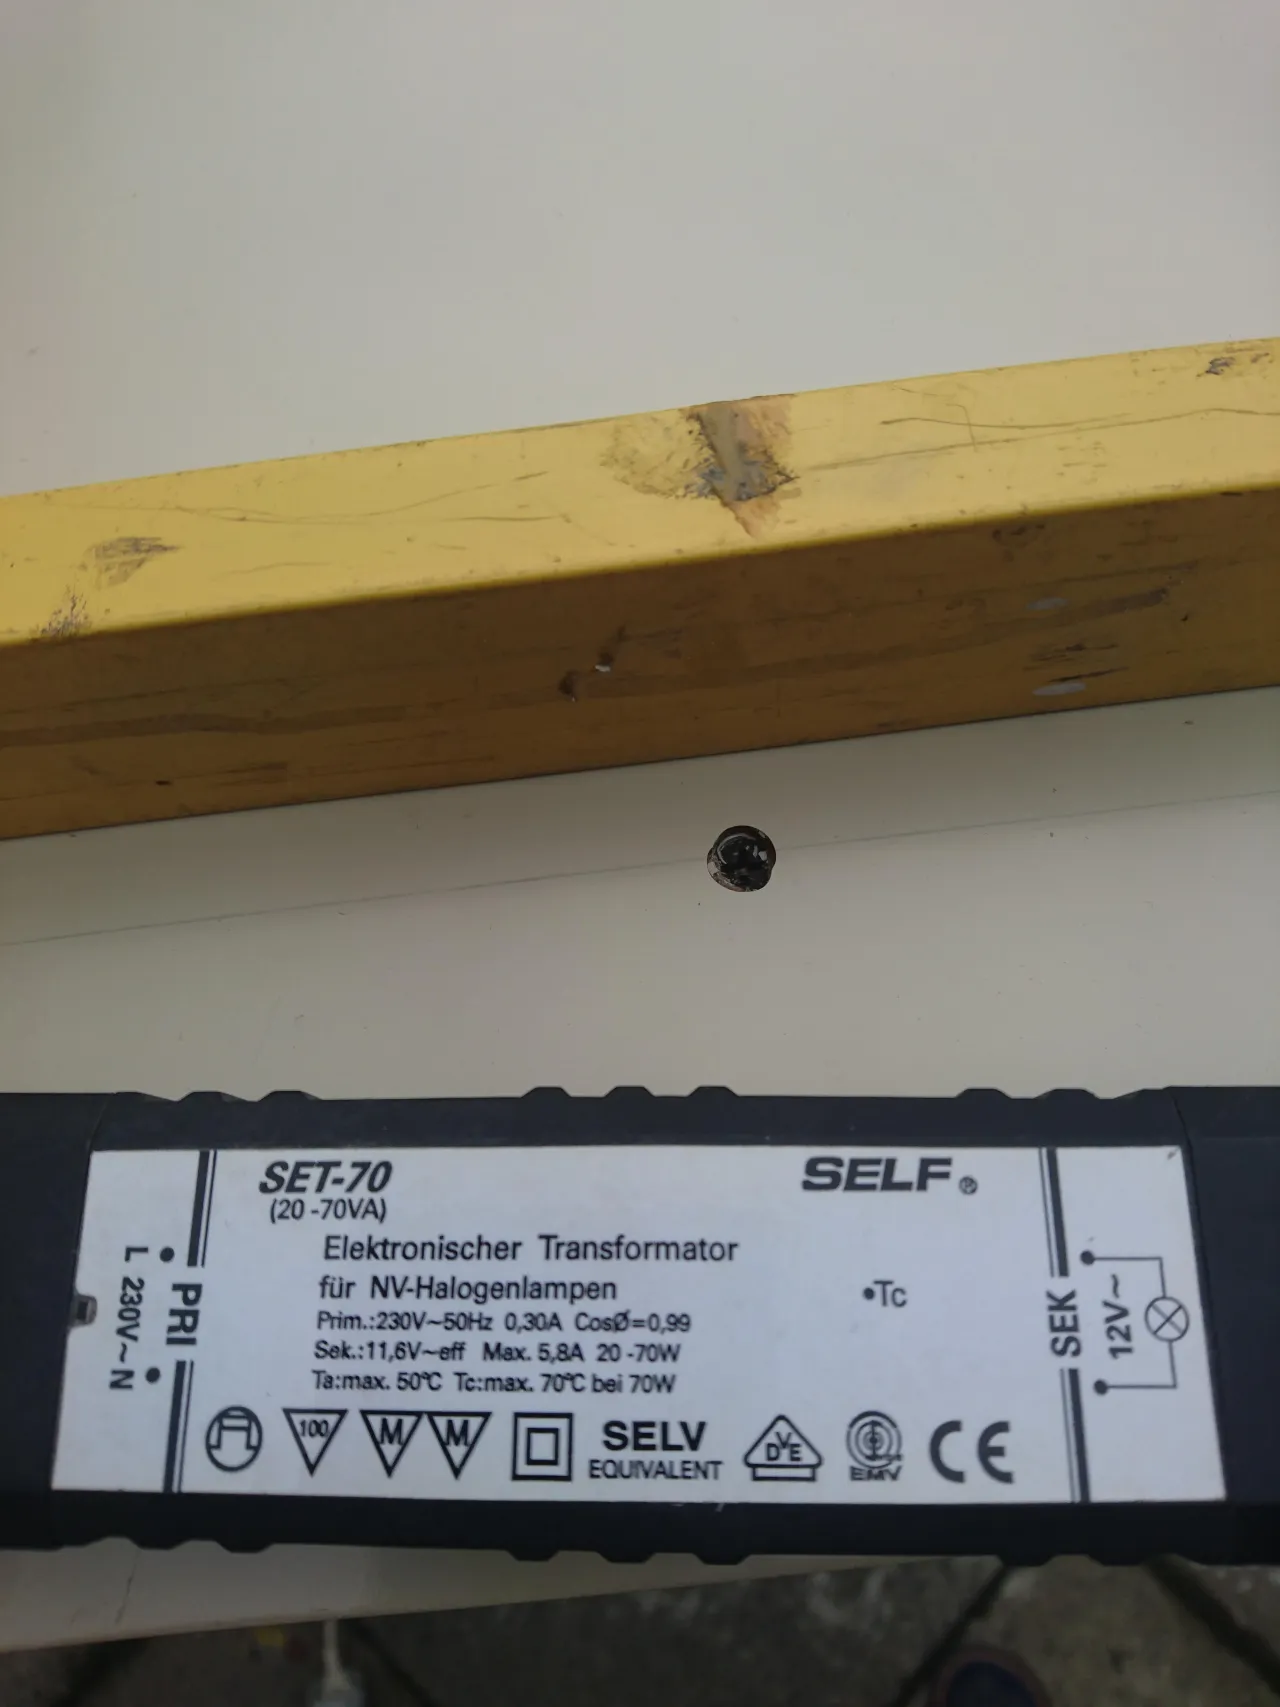 SET-70
(20-70VA)
SELF®
Elektronischer Transformator
für NV-Halogenlampen
Prim.:230V~50Hz 0,30A CosØ=0,99
Sek.:11,6V~eff Max. 5,8A 20-70W
Ta:max. 50°C Tc:max. 70°C bei 70W
•Tc
L 230V~N
PRI
SEK
12V~
100
M M
SELV
EQUIVALENT
DVE
EMV
CE